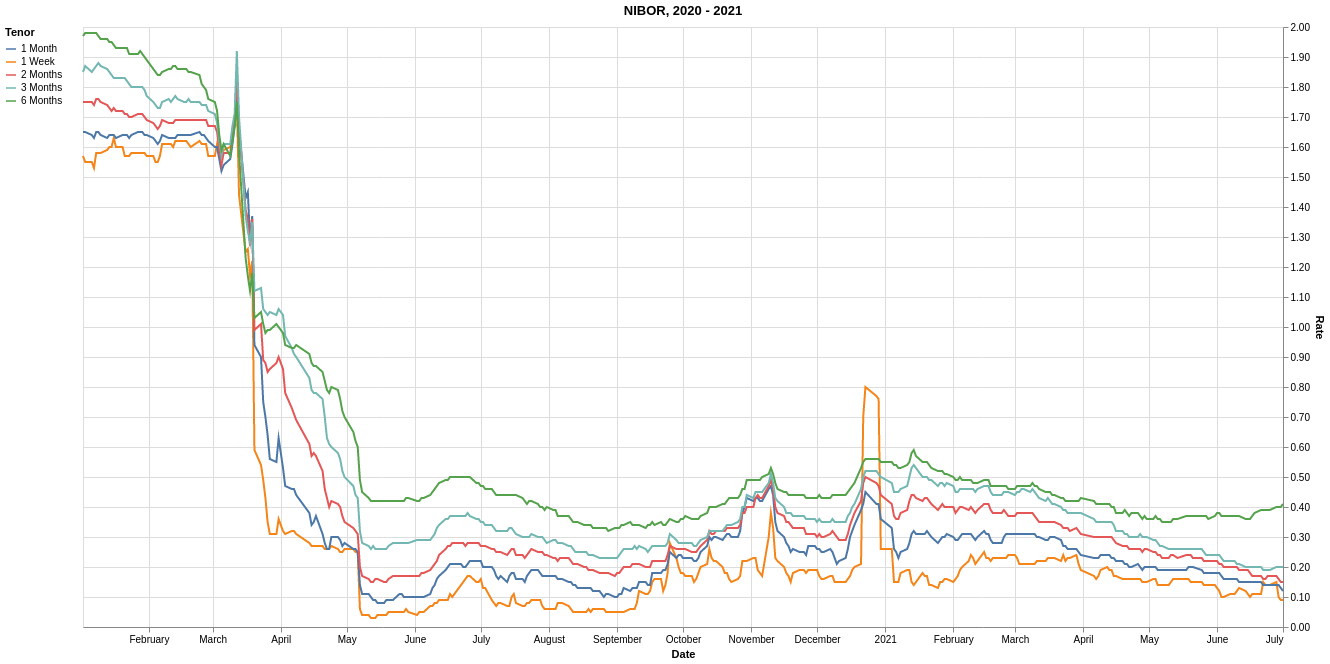 NIBOR, 2020 - 2021
Tenor
1 Month
1 Week
2 Months
3 Months
6 Months
2.00
1.90
1.80
1.70
1.60
1.50
1.40
1.30
1.20
1.10
1.00
0.90
0.80
0.70
0.60
0.50
0.40
0.30
0.20
0.10
0.00
Rate
February March April May June July August September October November December 2021 February March April May June July
Date